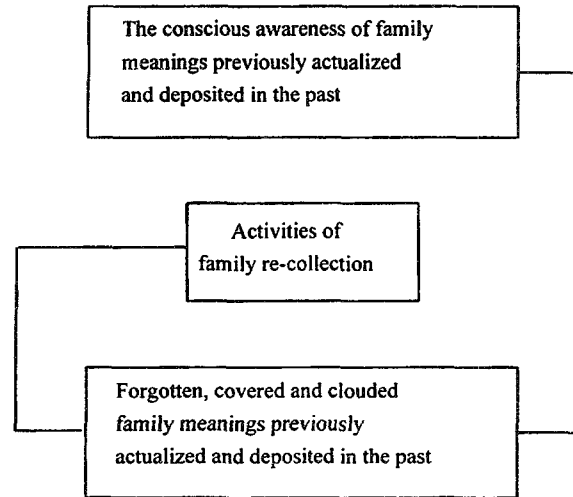 The conscious awareness of family
meanings previously actualized
and deposited in the past
Activities of
family re-collection
Forgotten, covered and clouded
family meanings previously
actualized and deposited in the past